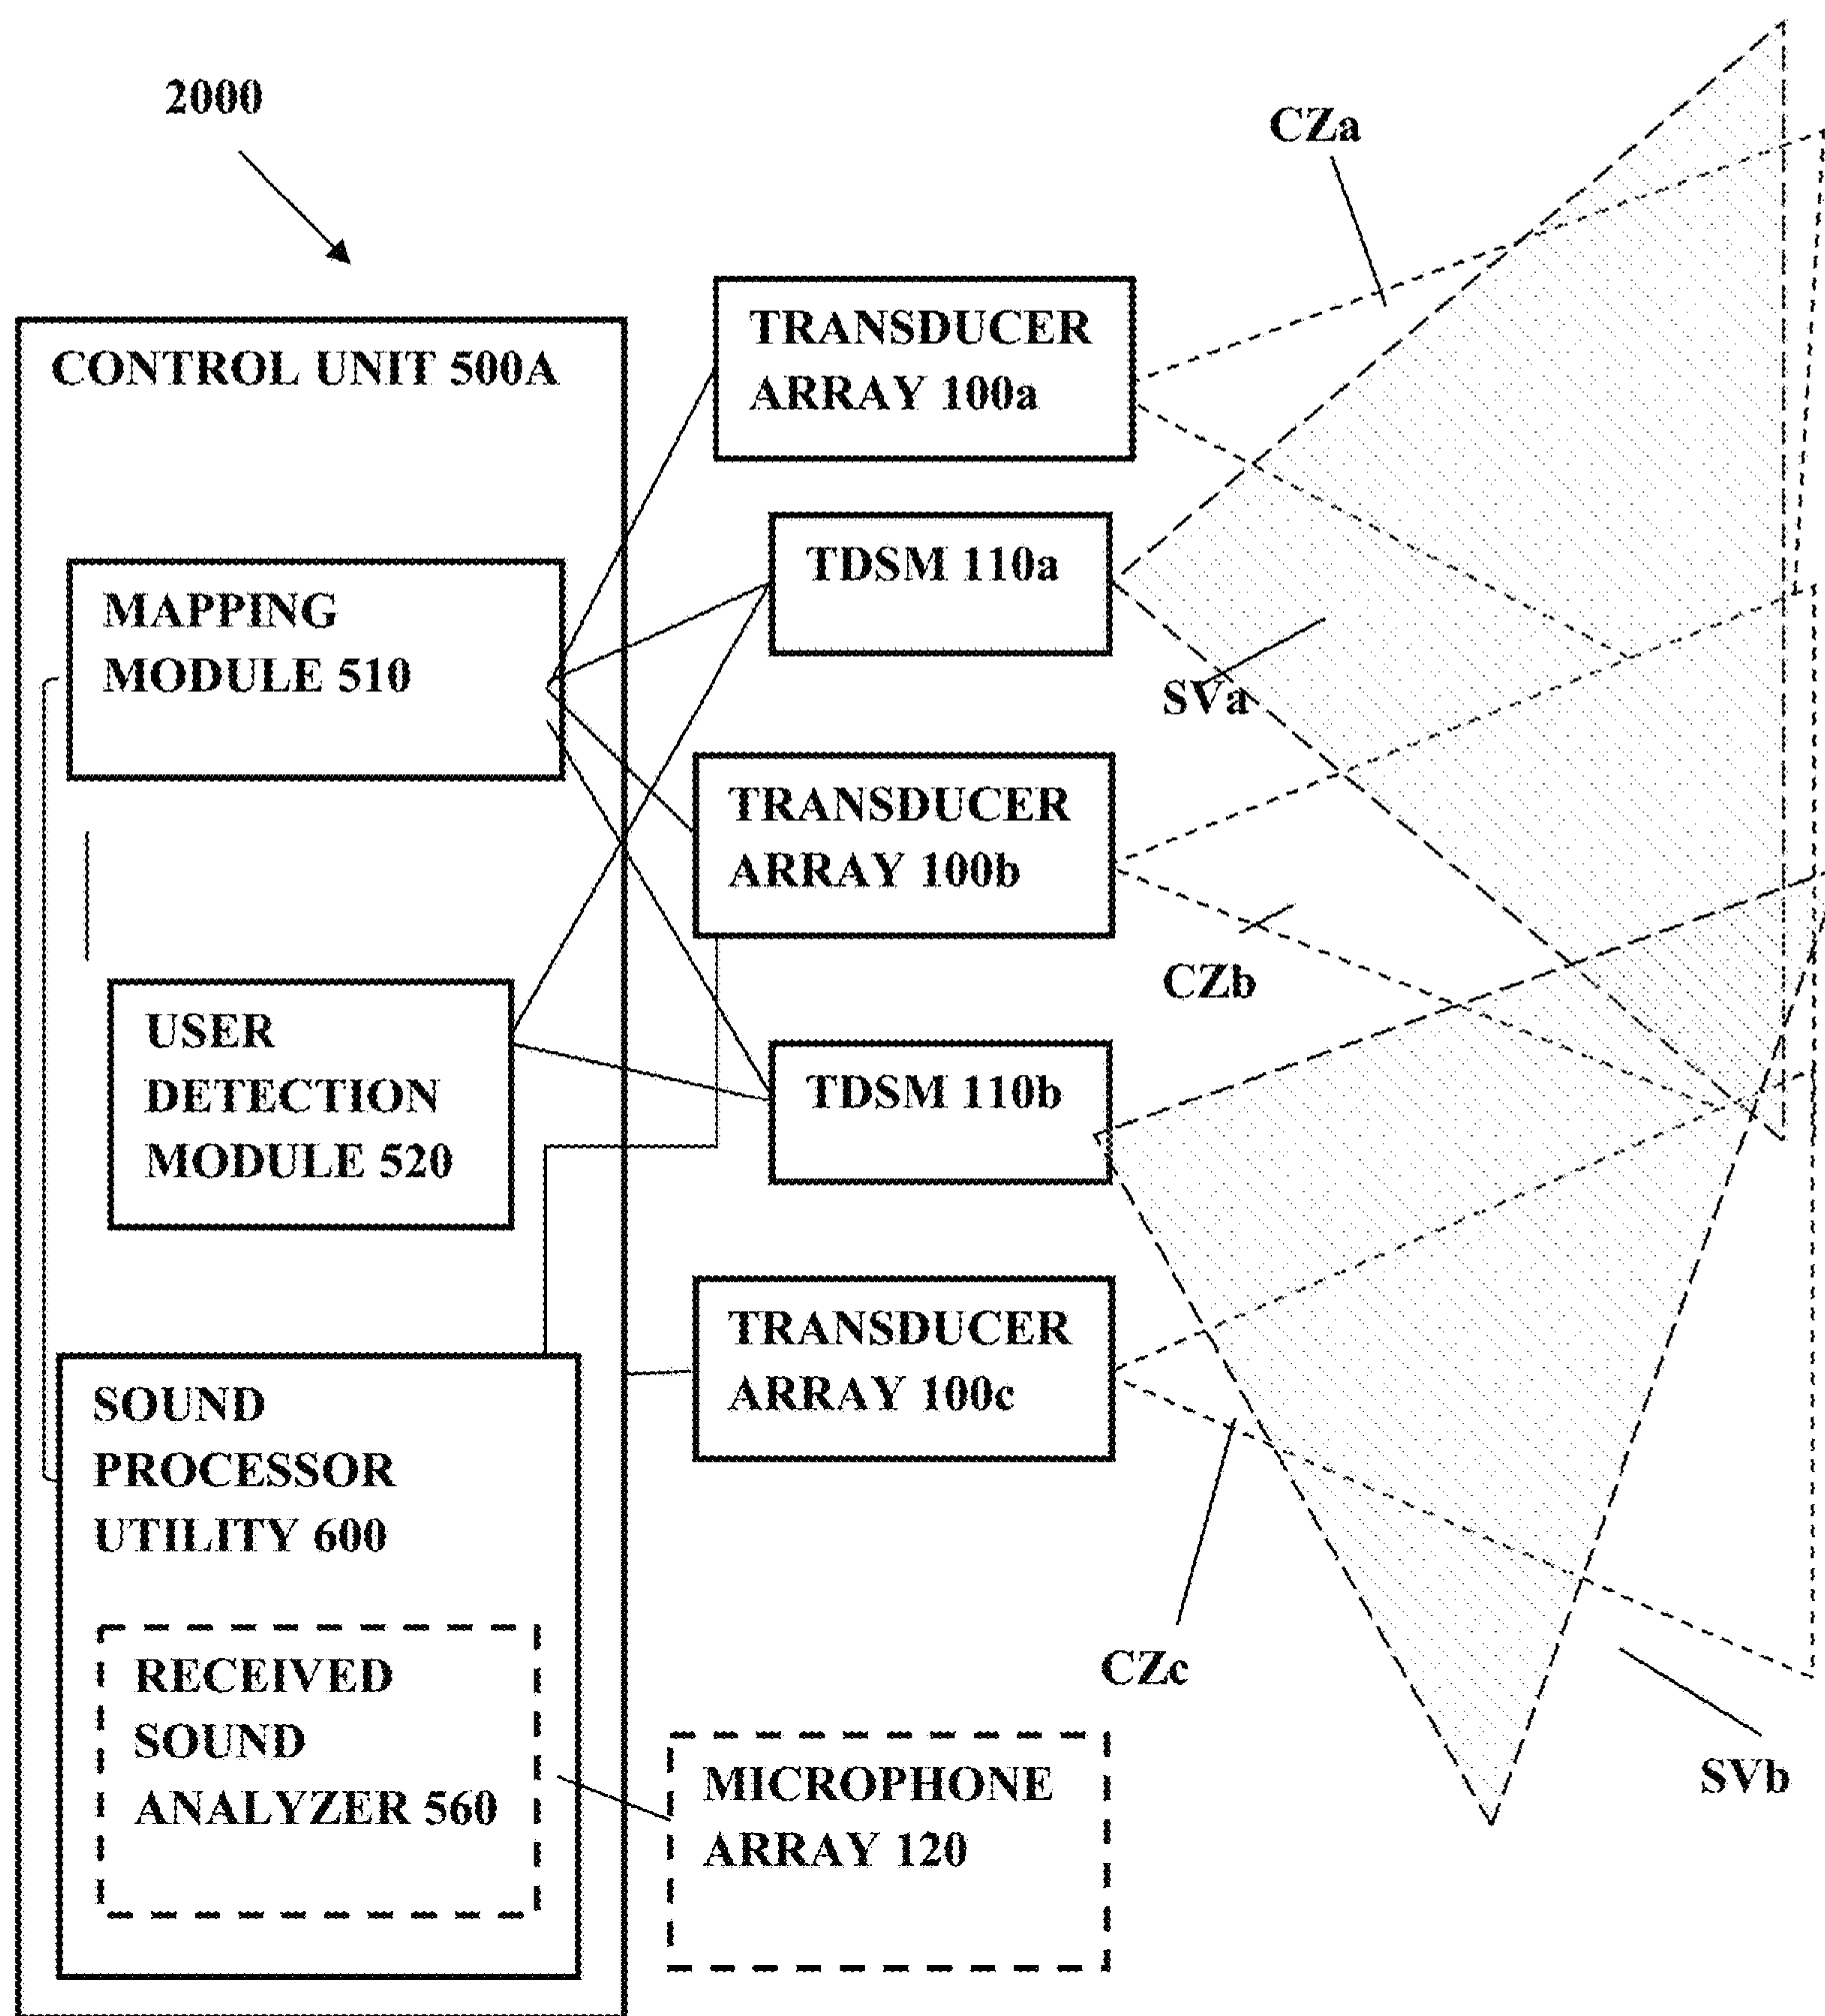 2000
CZa
TRANSDUCER
ARRAY 100a
CONTROL UNIT 500A
TDSM 110a
MAPPING
MODULE 510
SVa
TRANSDUCER
ARRAY 100b
CZb
USER
DETECTION
MODULE 520
TDSM 110b
TRANSDUCER
ARRAY 100c
SOUND
PROCESSOR
UTILITY 600
CZc
RECEIVED
SOUND
ANALYZER 560
MICROPHONE
ARRAY 120
SVb